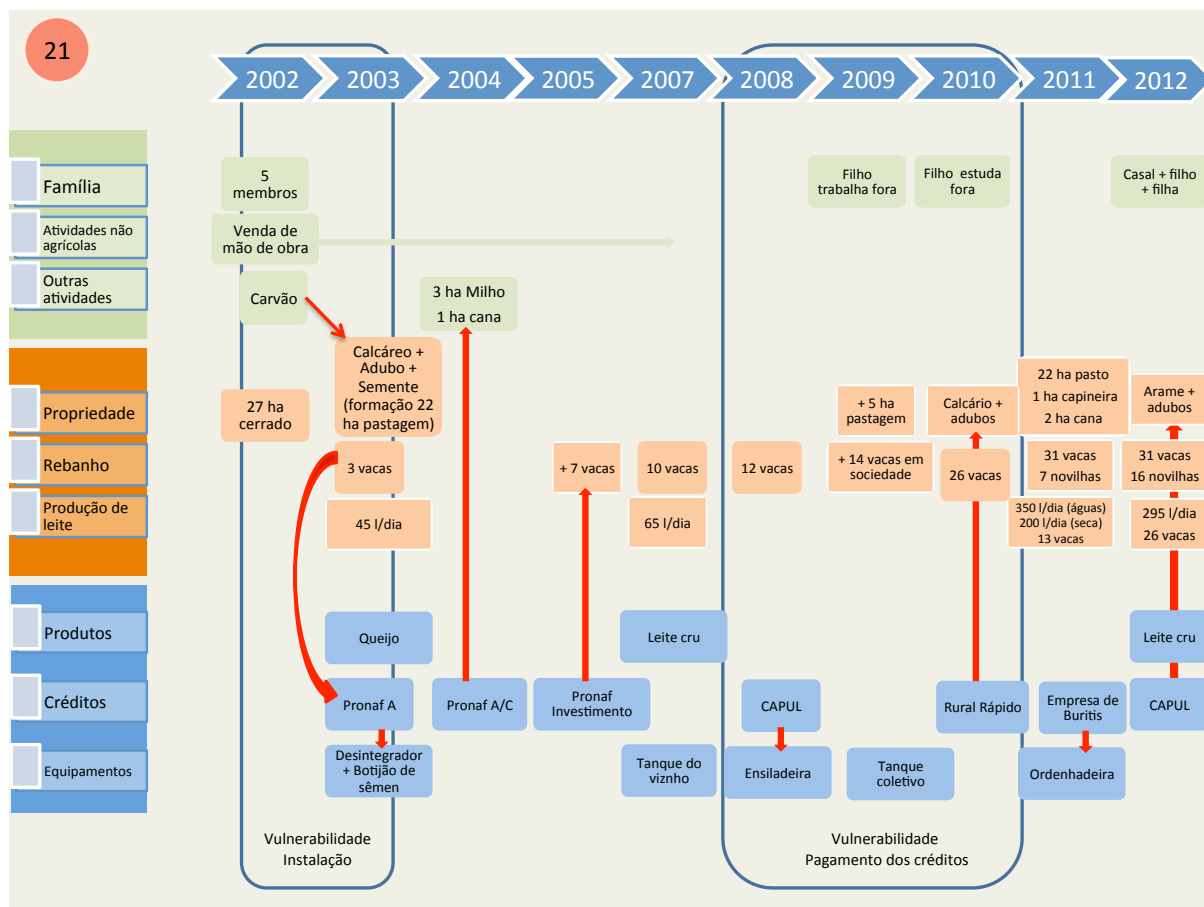 21
2002
2003
2004
2005
2007
2008
2009
2010
2011
2012
Família
5
membros
Filho
trabalha fora
Filho estuda
fora
Casal + filho
+ filha
Atividades não
agrícolas
Venda de
mão de obra
Outras
atividades
Carvão
3 ha Milho
1 ha cana
Propriedade
27 ha
cerrado
Calcáreo +
Adubo +
Semente
(formação 22
ha pastagem)
+ 5 ha
pastagem
Calcário +
adubos
22 ha pasto
1 ha capineira
2 ha cana
Arame +
adubos
Rebanho
3 vacas
+ 7 vacas
10 vacas
12 vacas
+ 14 vacas em
sociedade
26 vacas
31 vacas
7 novilhas
31 vacas
16 novilhas
Produção de
leite
45 l/dia
65 l/dia
350 l/dia (águas)
200 l/dia (seca)
13 vacas
295 l/dia
26 vacas
Produtos
Queijo
Leite cru
Leite cru
Créditos
Pronaf A
Pronaf A/C
Pronaf
Investimento
CAPUL
Rural Rápido
Empresa de
Buritis
CAPUL
Equipamentos
Desintegrador
+ Botijão de
sêmen
Tanque do
viznho
Ensiladeira
Tanque
coletivo
Ordenhadeira
Vulnerabilidade
Instalação
Vulnerabilidade
Pagamento dos créditos